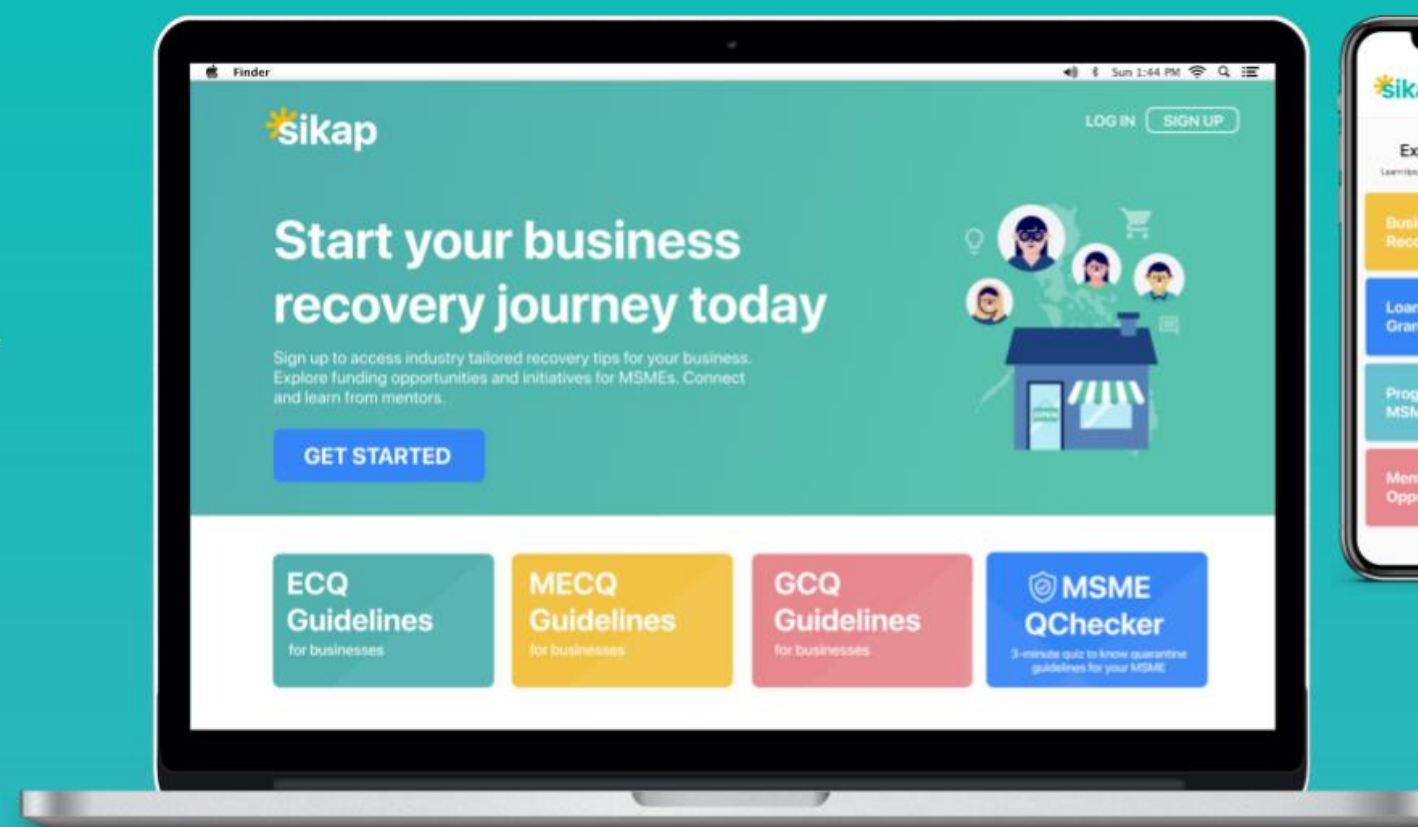 Finder
Sun 1:44 PM
sikap
LOG IN
SIGN UP
Start your business
recovery journey today
Sign up to access industry tailored recovery tips for your business.
Explore funding opportunities and initiatives for MSMEs. Connect
and learn from mentors.
GET STARTED
OPEN
ECQ
Guidelines
for businesses
MECQ
Guidelines
for businesses
GCQ
Guidelines
for businesses
MSME
QChecker
3-minute quiz to know quarantine
guidelines for your MSME